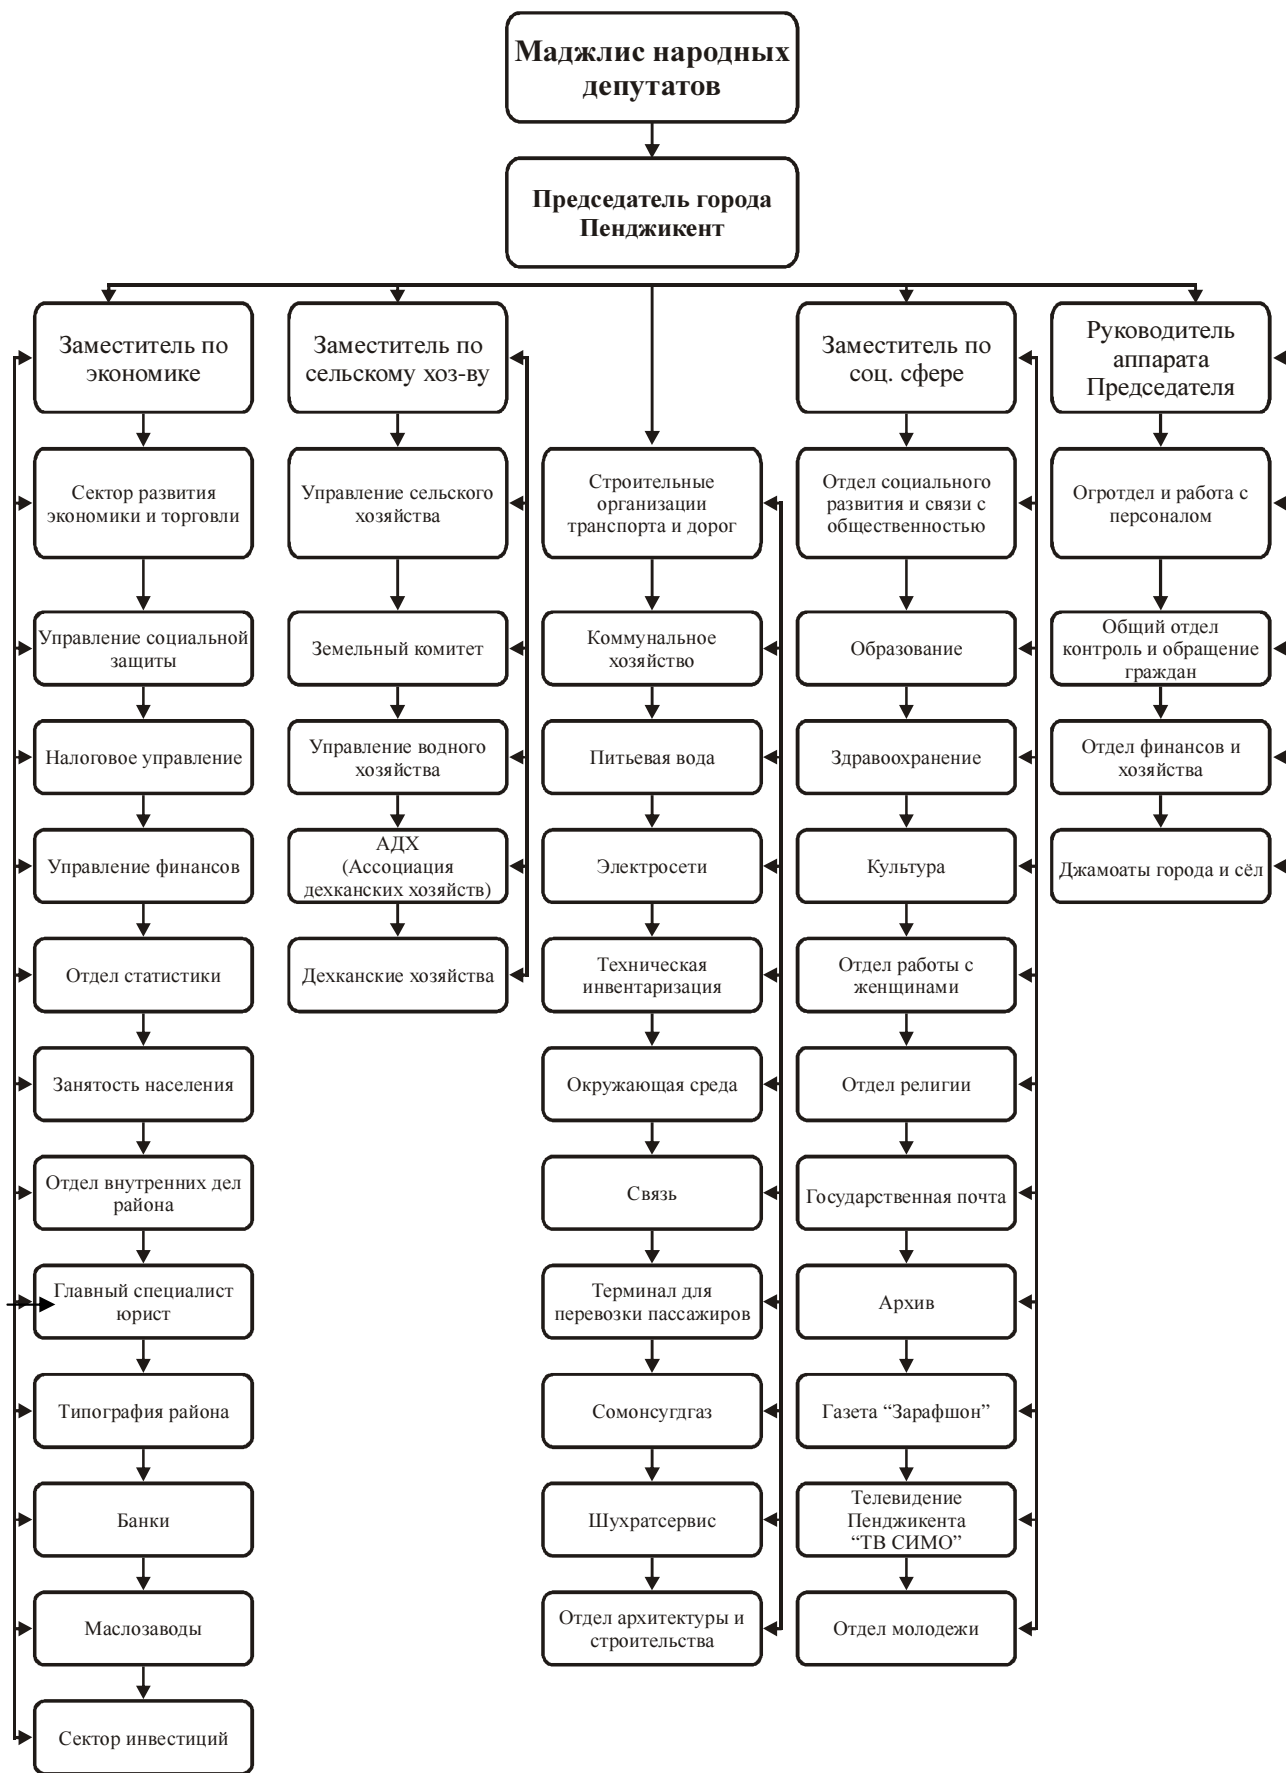 Маджлис народных
депутатов
Председатель города
Пенджикент
Заместитель по
экономике
Сектор развития
экономики и торговли
Управление социальной
защиты
Налоговое управление
Управление финансов
Отдел статистики
Занятость населения
Отдел внутренних дел
района
Главный специалист
юрист
Типография района
Банки
Маслозаводы
Сектор инвестиций
Заместитель по
сельскому хоз-ву
Управление сельского
хозяйства
Земельный комитет
Управление водного
хозяйства
АДХ
(Ассоциация
дехканских хозяйств)
Дехканские хозяйства
Строительные
организации
транспорта и дорог
Коммунальное
хозяйство
Питьевая вода
Электросети
Техническая
инвентаризация
Окружающая среда
Связь
Терминал для
перевозки пассажиров
Сомонсугдгаз
Шухратсервис
Отдел архитектуры и
строительства
Заместитель по
соц. сфере
Отдел социального
развития и связи с
общественностью
Образование
Здравоохранение
Культура
Отдел работы с
женщинами
Отдел религии
Государственная почта
Архив
Газета “Зарафшон”
Телевидение
Пенджикента
“ТВ СИМО”
Отдел молодежи
Руководитель
аппарата
Председателя
Огротдел и работа с
персоналом
Общий отдел
контроль и обращение
граждан
Отдел финансов и
хозяйства
Джамоаты города и сёл